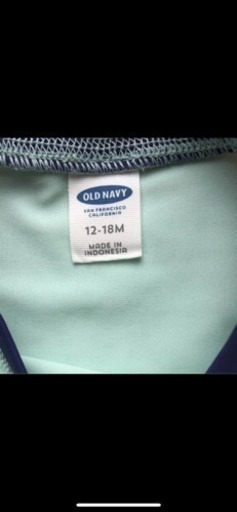 OLD NAVY
SAN FRANCISCO
CALIFORNIA
12-18M
MADE IN
INDONESIA